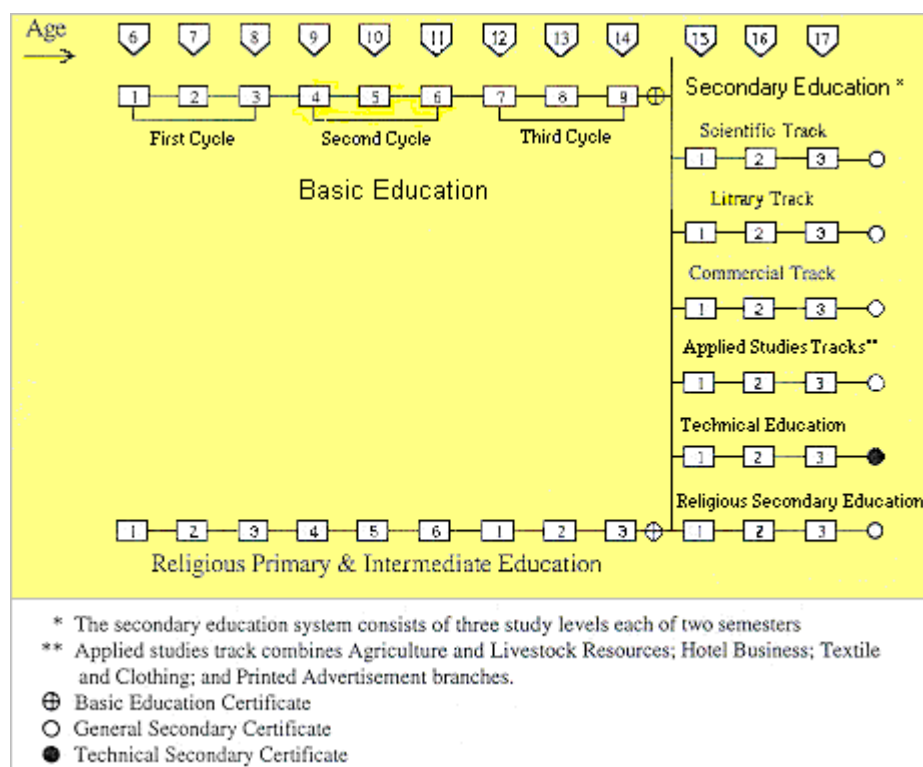 Age 6 7 8 9 10 11 12 13 14 15 16 17
1 2 3 4 5 6 7 8 9 Secondary Education *
First Cycle Second Cycle Third Cycle
Scientific Track
1 2 3
Basic Education
Litrary Track
1 2 3
Commercial Track
1 2 3
Applied Studies Tracks**
1 2 3
Technical Education
1 2 3
Religious Secondary Education
1 2 3 4 5 6 1 2 3 1 2 3
Religious Primary & Intermediate Education
* The secondary education system consists of three study levels each of two semesters
** Applied studies track combines Agriculture and Livestock Resources; Hotel Business; Textile
and Clothing; and Printed Advertisement branches.
Basic Education Certificate
General Secondary Certificate
Technical Secondary Certificate